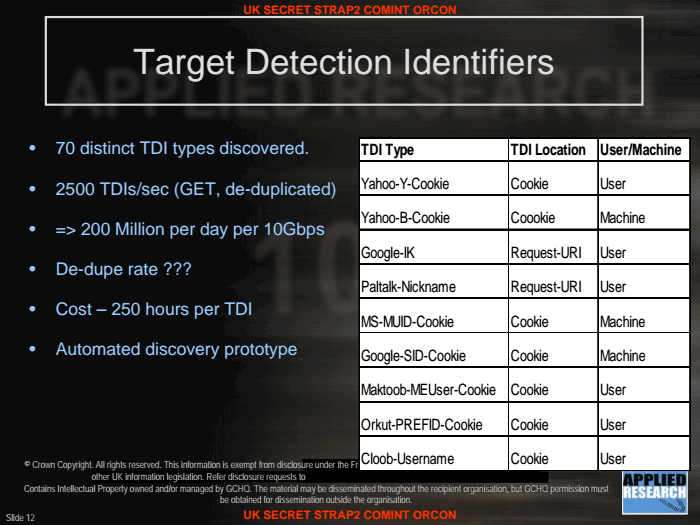 UK SECRET STRAP2 COMINT ORCON
Target Detection Identifiers
• 70 distinct TDI types discovered.
• 2500 TDIs/sec (GET, de-duplicated)
• => 200 Million per day per 10Gbps
• De-dupe rate ???
• Cost – 250 hours per TDI
• Automated discovery prototype
TDI Type TDI Location User/Machine
Yahoo-Y-Cookie Cookie User
Yahoo-B-Cookie Coookie Machine
Google-IK Request-URI User
Paltalk-Nickname Request-URI User
MS-MUID-Cookie Cookie Machine
Google-SID-Cookie Cookie Machine
Maktoob-MEUser-Cookie Cookie User
Orkut-PREFID-Cookie Cookie User
Cloob-Username Cookie User
© Crown Copyright. All rights reserved. This information is exempt from disclosure under the Fr
other UK information legislation. Refer disclosure requests to
Contains Intellectual Property owned and/or managed by GCHQ. The material may be disseminated throughout the recipient organisation, but GCHQ permission must
be obtained for dissemination outside the organisation.
APPLIED
RESEARCH
Slide 12
UK SECRET STRAP2 COMINT ORCON